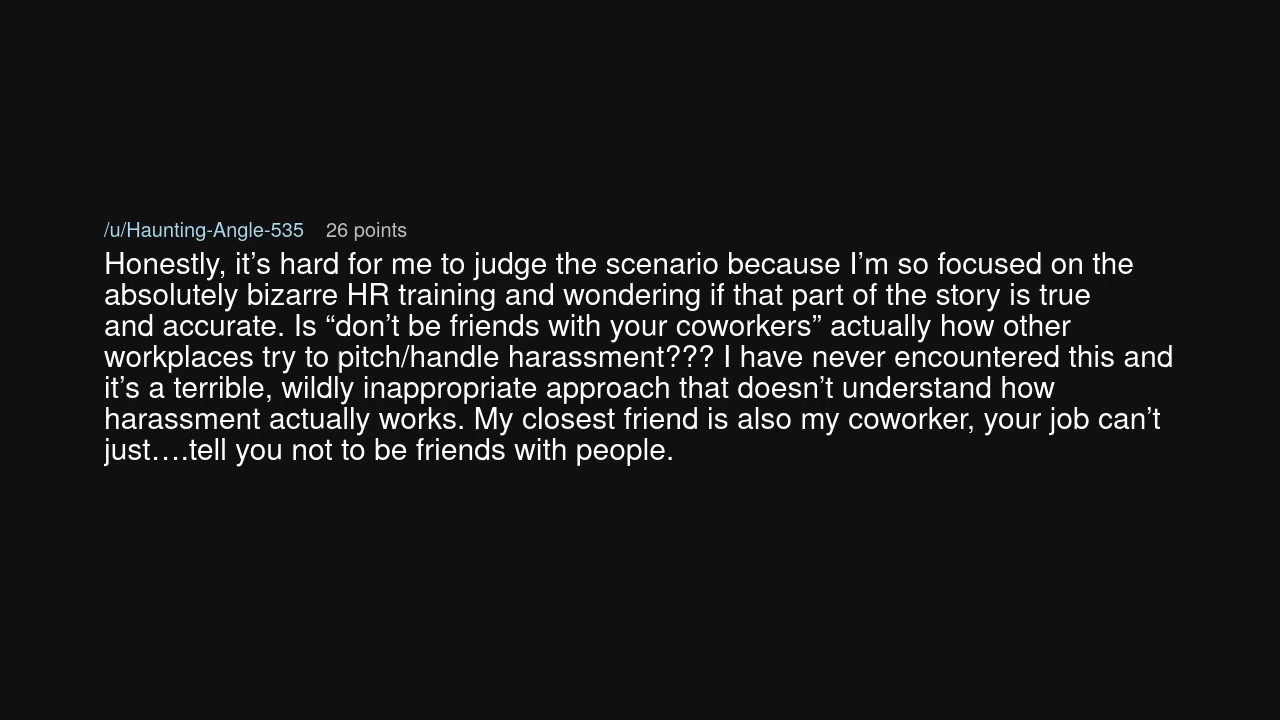 /u/Haunting-Angle-535 26 points
Honestly, it’s hard for me to judge the scenario because I’m so focused on the
absolutely bizarre HR training and wondering if that part of the story is true
and accurate. Is “don’t be friends with your coworkers” actually how other
workplaces try to pitch/handle harassment??? I have never encountered this and
it’s a terrible, wildly inappropriate approach that doesn’t understand how
harassment actually works. My closest friend is also my coworker, your job can’t
just….tell you not to be friends with people.